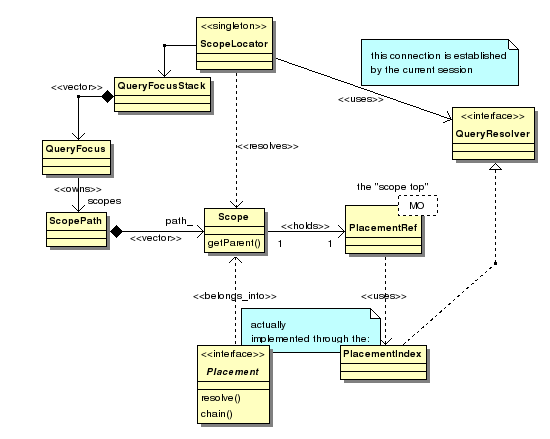 <<singleton>>
ScopeLocator
this connection is established
by the current session
<<vector>>
QueryFocusStack
<<uses>>
<<interface>>
QueryResolver
QueryFocus
<<resolves>>
<<owns>>
scopes
the "scope top"
MO
ScopePath
path_
<<vector>>
Scope
getParent()
<<holds>>
1
1
PlacementRef
<<belongs_into>>
<<uses>>
actually
implemented through the:
<<interface>>
Placement
resolve()
chain()
PlacementIndex